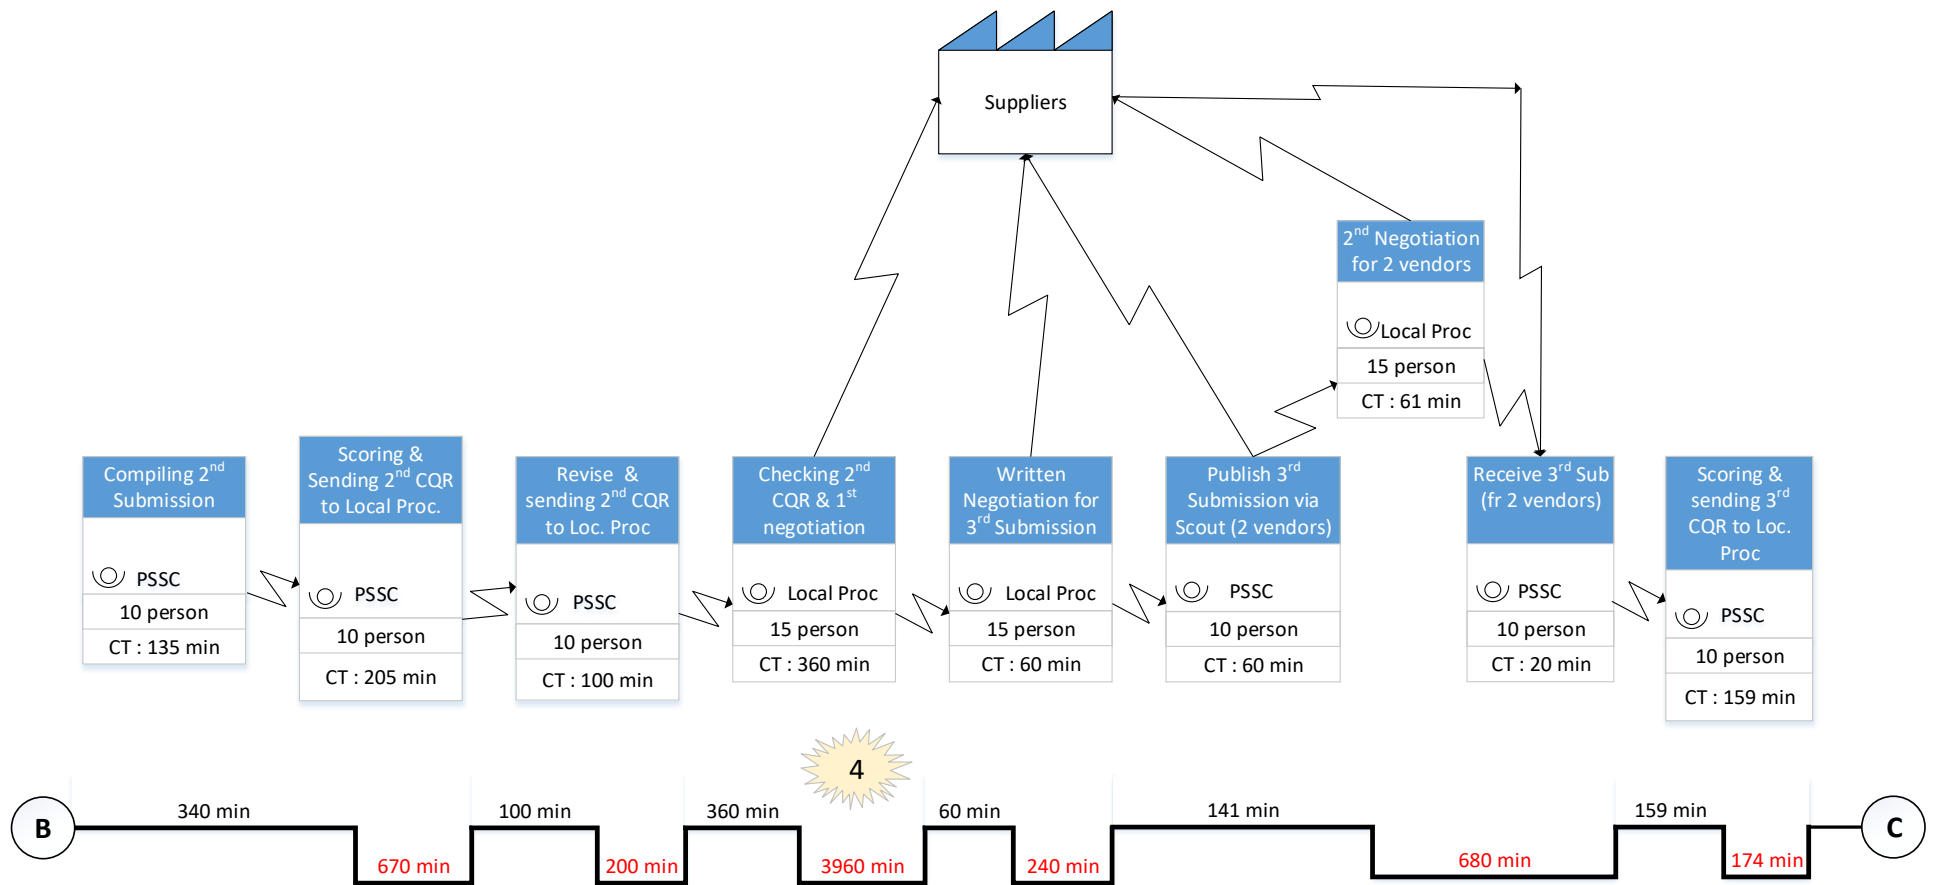 Suppliers
2nd Negotiation
for 2 vendors
Local Proc
15 person
CT : 61 min
Compiling 2nd
Submission
PSSC
10 person
CT : 135 min
Scoring &
Sending 2nd CQR
to Local Proc.
PSSC
10 person
CT : 205 min
Revise & 
sending 2nd CQR
to Loc. Proc
PSSC
10 person
CT : 100 min
Checking 2nd
CQR & 1st
negotiation
Local Proc
15 person
CT : 360 min
Written
Negotiation for
3rd Submission
Local Proc
15 person
CT : 60 min
Publish 3rd
Submission via
Scout (2 vendors)
PSSC
10 person
CT : 60 min
Receive 3rd Sub
(fr 2 vendors)
PSSC
10 person
CT : 20 min
Scoring &
sending 3rd
CQR to Loc.
Proc
PSSC
10 person
CT : 159 min
4
B
340 min
670 min
100 min
200 min
360 min
3960 min
60 min
240 min
141 min
680 min
159 min
174 min
C